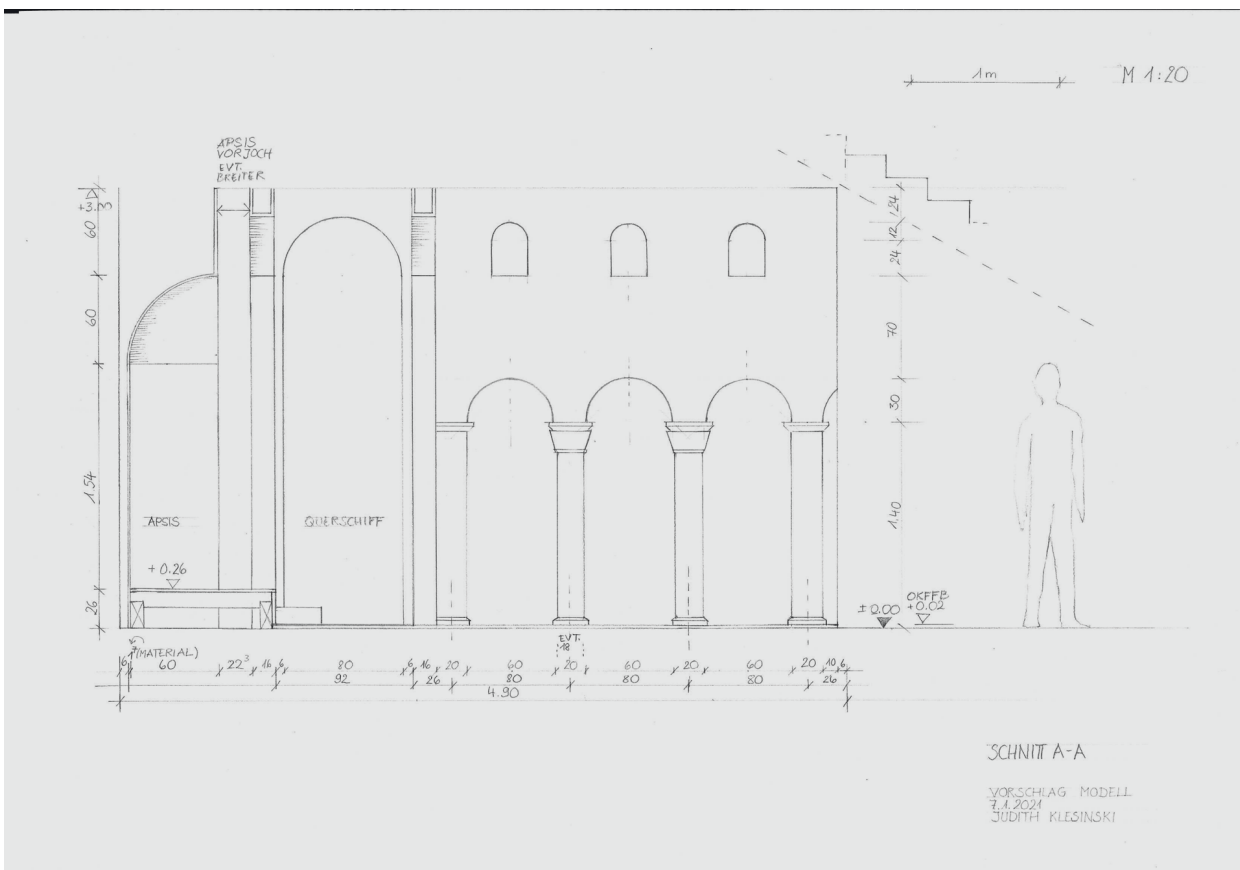 1m
M 1:20
APSIS
VORJOCH
EVT.
BREITER
+3.
3
60
60
1.54
26
18⁴
12
24
70
30
1.40
APSIS
QUERSCHIFF
+0.26
±0.00
OKFFB
+0.02
EVT.
18
(MATERIAL)
6 60 22³ 16 6 80 6 16 20 60 20 60 20 60 20 10 6
92 26 80 80 80 26
4.90
SCHNITT A-A
VORSCHLAG MODELL
7.1.2021
JUDITH KLESINSKI